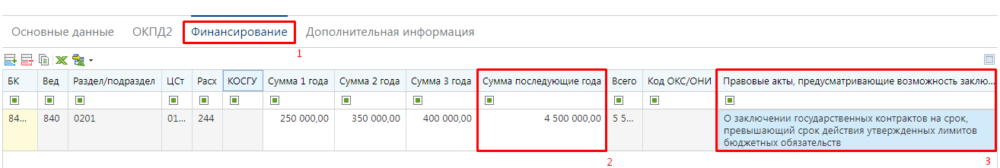 Основные данные ОКПД2 Финансирование Дополнительная информация
1
БК Вед Раздел/подраздел ЦСт Расх КОСГУ Сумма 1 года Сумма 2 года Сумма 3 года Сумма последующие года Всего Код ОКС/ОНИ Правовые акты, предусматривающие возможность заклю...
84... 840 0201 01... 244 250 000,00 350 000,00 400 000,00 4 500 000,00 5 5... О заключении государственных контрактов на срок,
превышающий срок действия утвержденных лимитов
бюджетных обязательств
2 3